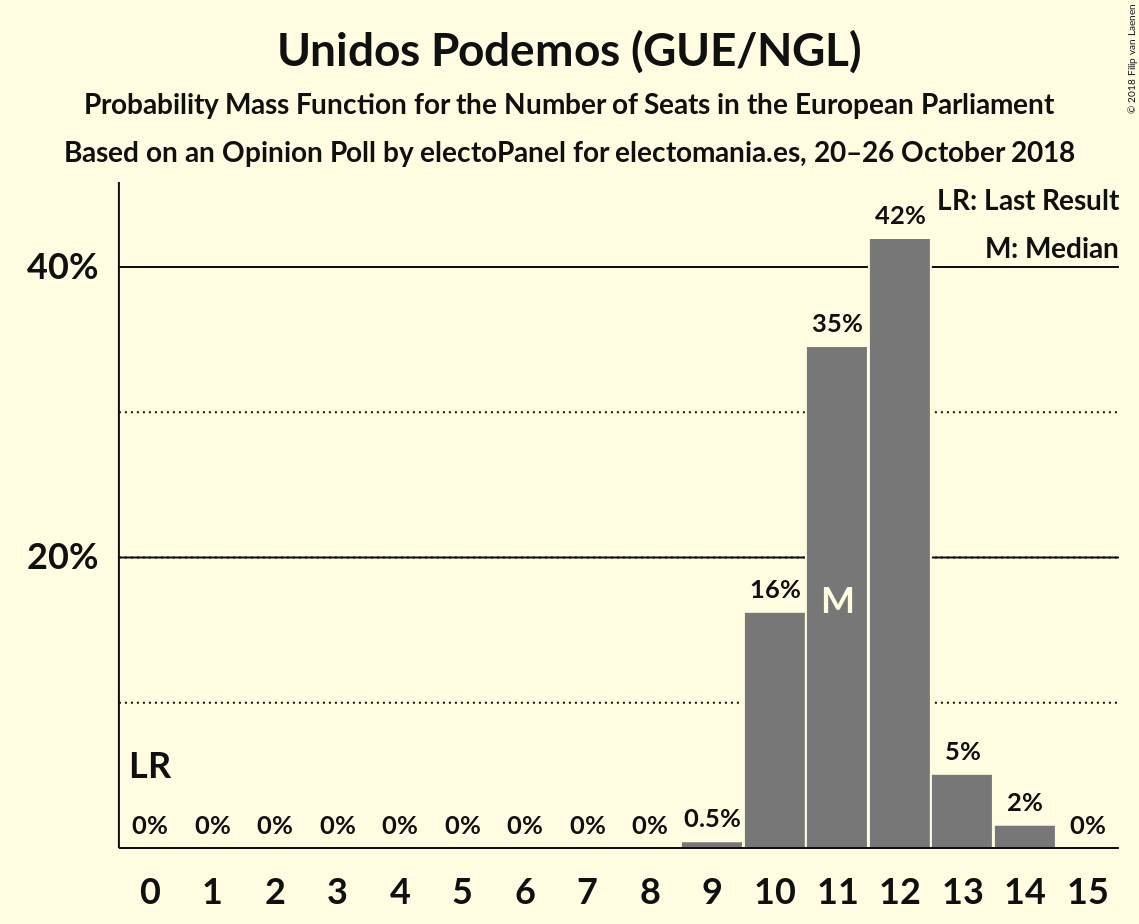 Unidos Podemos (GUE/NGL)
Probability Mass Function for the Number of Seats in the European Parliament
Based on an Opinion Poll by electoPanel for electomania.es, 20–26 October 2018
© 2018 Filip van Laenen
LR: Last Result
M: Median
42%
40%
35%
20%
16%
M
LR
5%
2%
0% 0% 0% 0% 0% 0% 0% 0% 0% 0.5% 0%
0 1 2 3 4 5 6 7 8 9 10 11 12 13 14 15